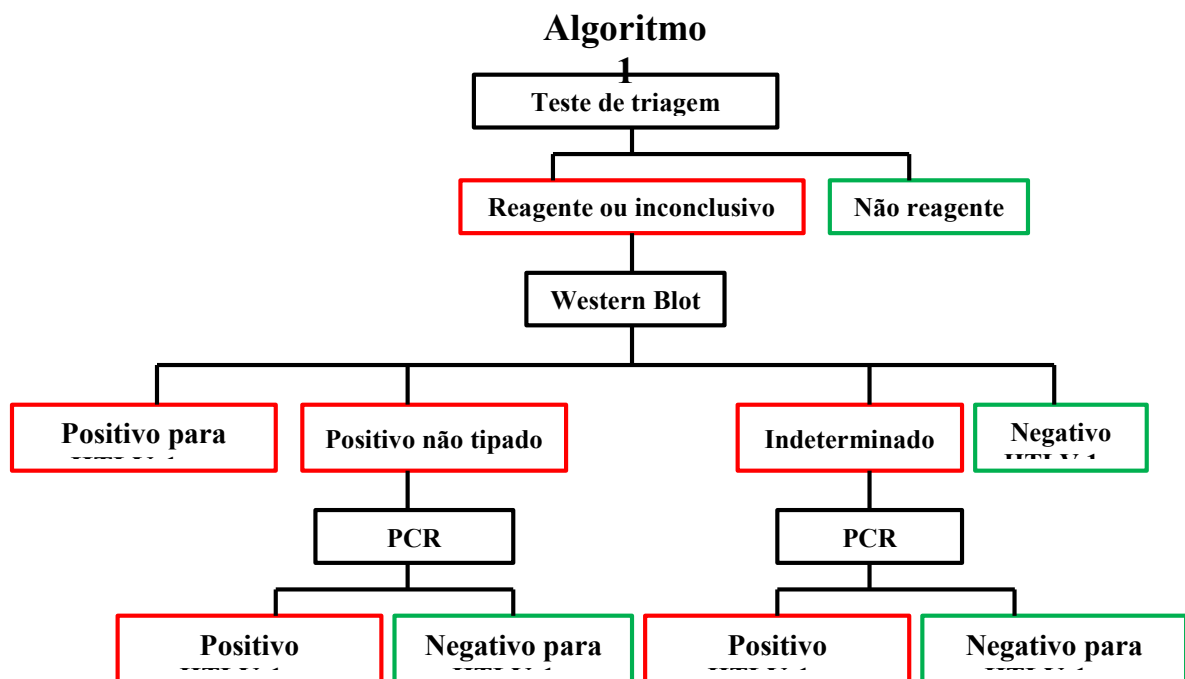 Algoritmo
1
Teste de triagem
Reagente ou inconclusivo
Não reagente
Western Blot
Positivo para
Positivo não tipado
Indeterminado
Negativo
PCR
PCR
Positivo
Negativo para
Positivo
Negativo para